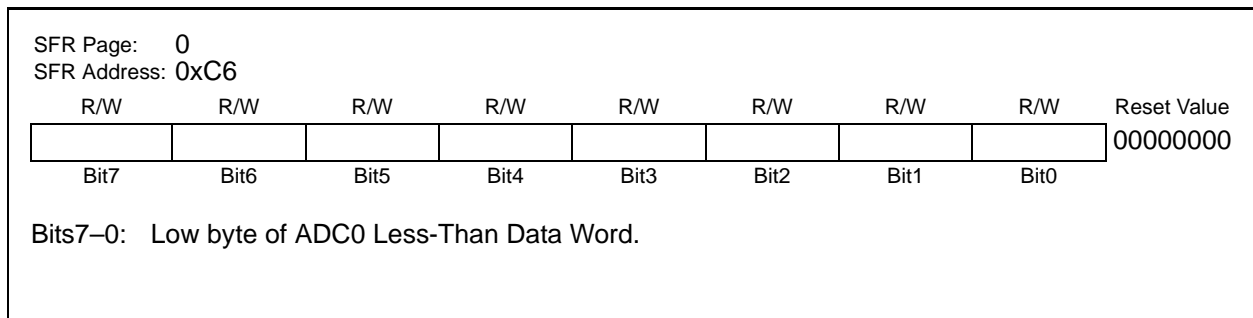 SFR Page: 0
SFR Address: 0xC6
R/W R/W R/W R/W R/W R/W R/W R/W Reset Value
00000000
Bit7 Bit6 Bit5 Bit4 Bit3 Bit2 Bit1 Bit0
Bits7–0: Low byte of ADC0 Less-Than Data Word.